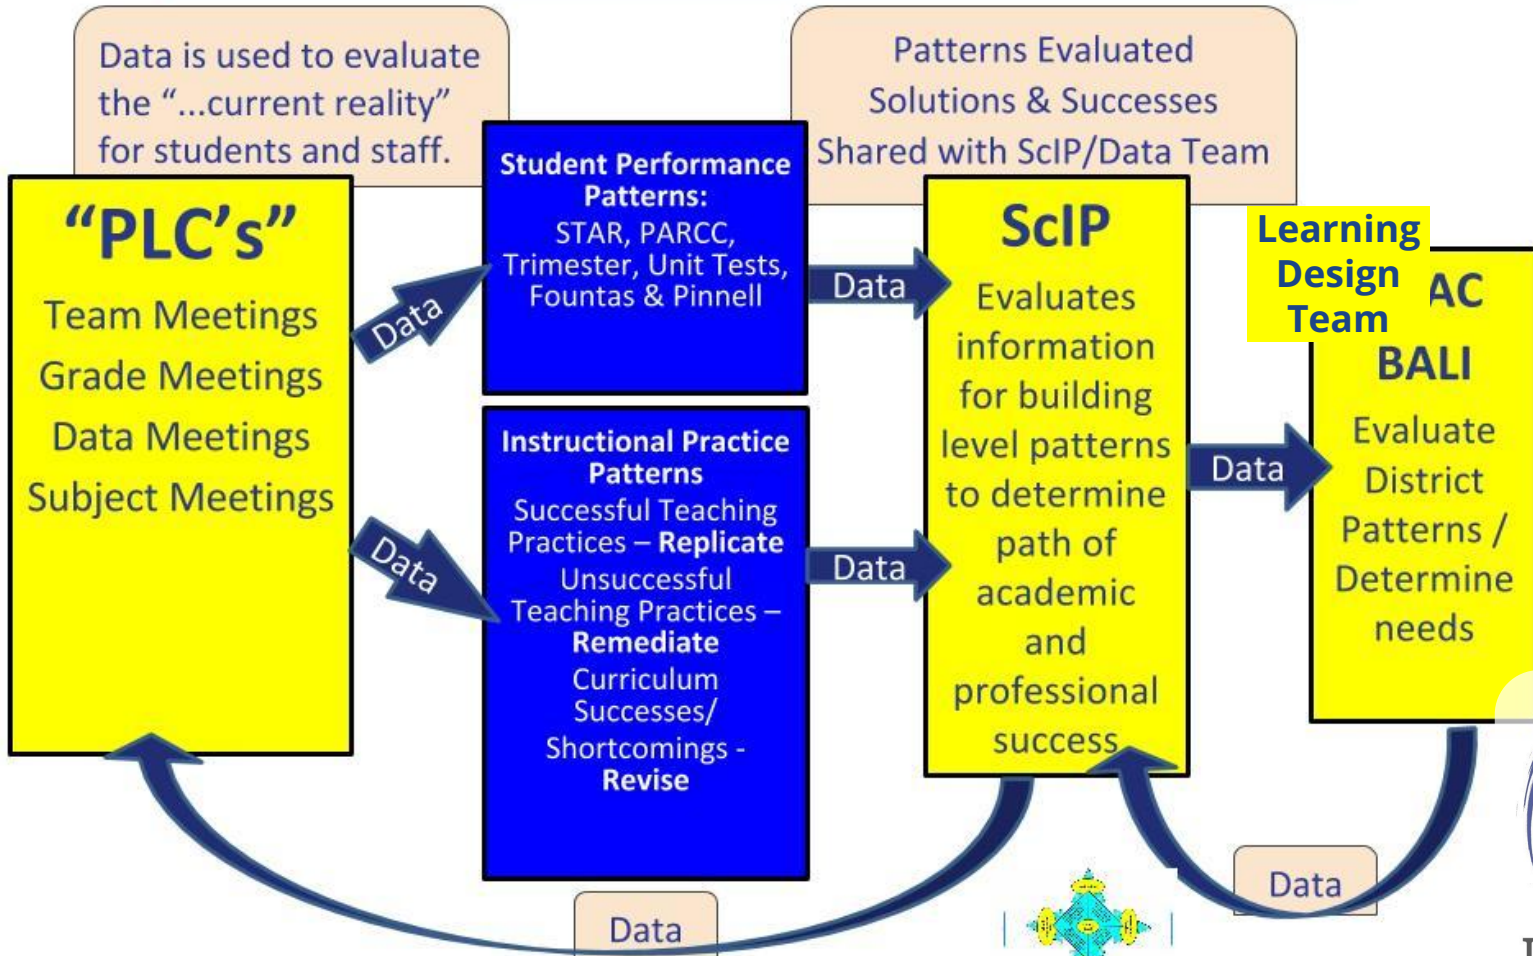 Data is used to evaluate
the “...current reality”
for students and staff.
Patterns Evaluated
Solutions & Successes
Shared with ScIP/Data Team
“PLC’s”
Team Meetings
Grade Meetings
Data Meetings
Subject Meetings
Data
Data
Student Performance
Patterns:
STAR, PARCC,
Trimester, Unit Tests,
Fountas & Pinnell
Instructional Practice
Patterns
Successful Teaching
Practices – Replicate
Unsuccessful
Teaching Practices –
Remediate
Curriculum
Successes/
Shortcomings -
Revise
Data
Data
ScIP
Evaluates
information
for building
level patterns
to determine
path of
academic
and
professional
success
Data
Learning
Design
Team
AC
BALI
Evaluate
District
Patterns /
Determine
needs
Data
Data